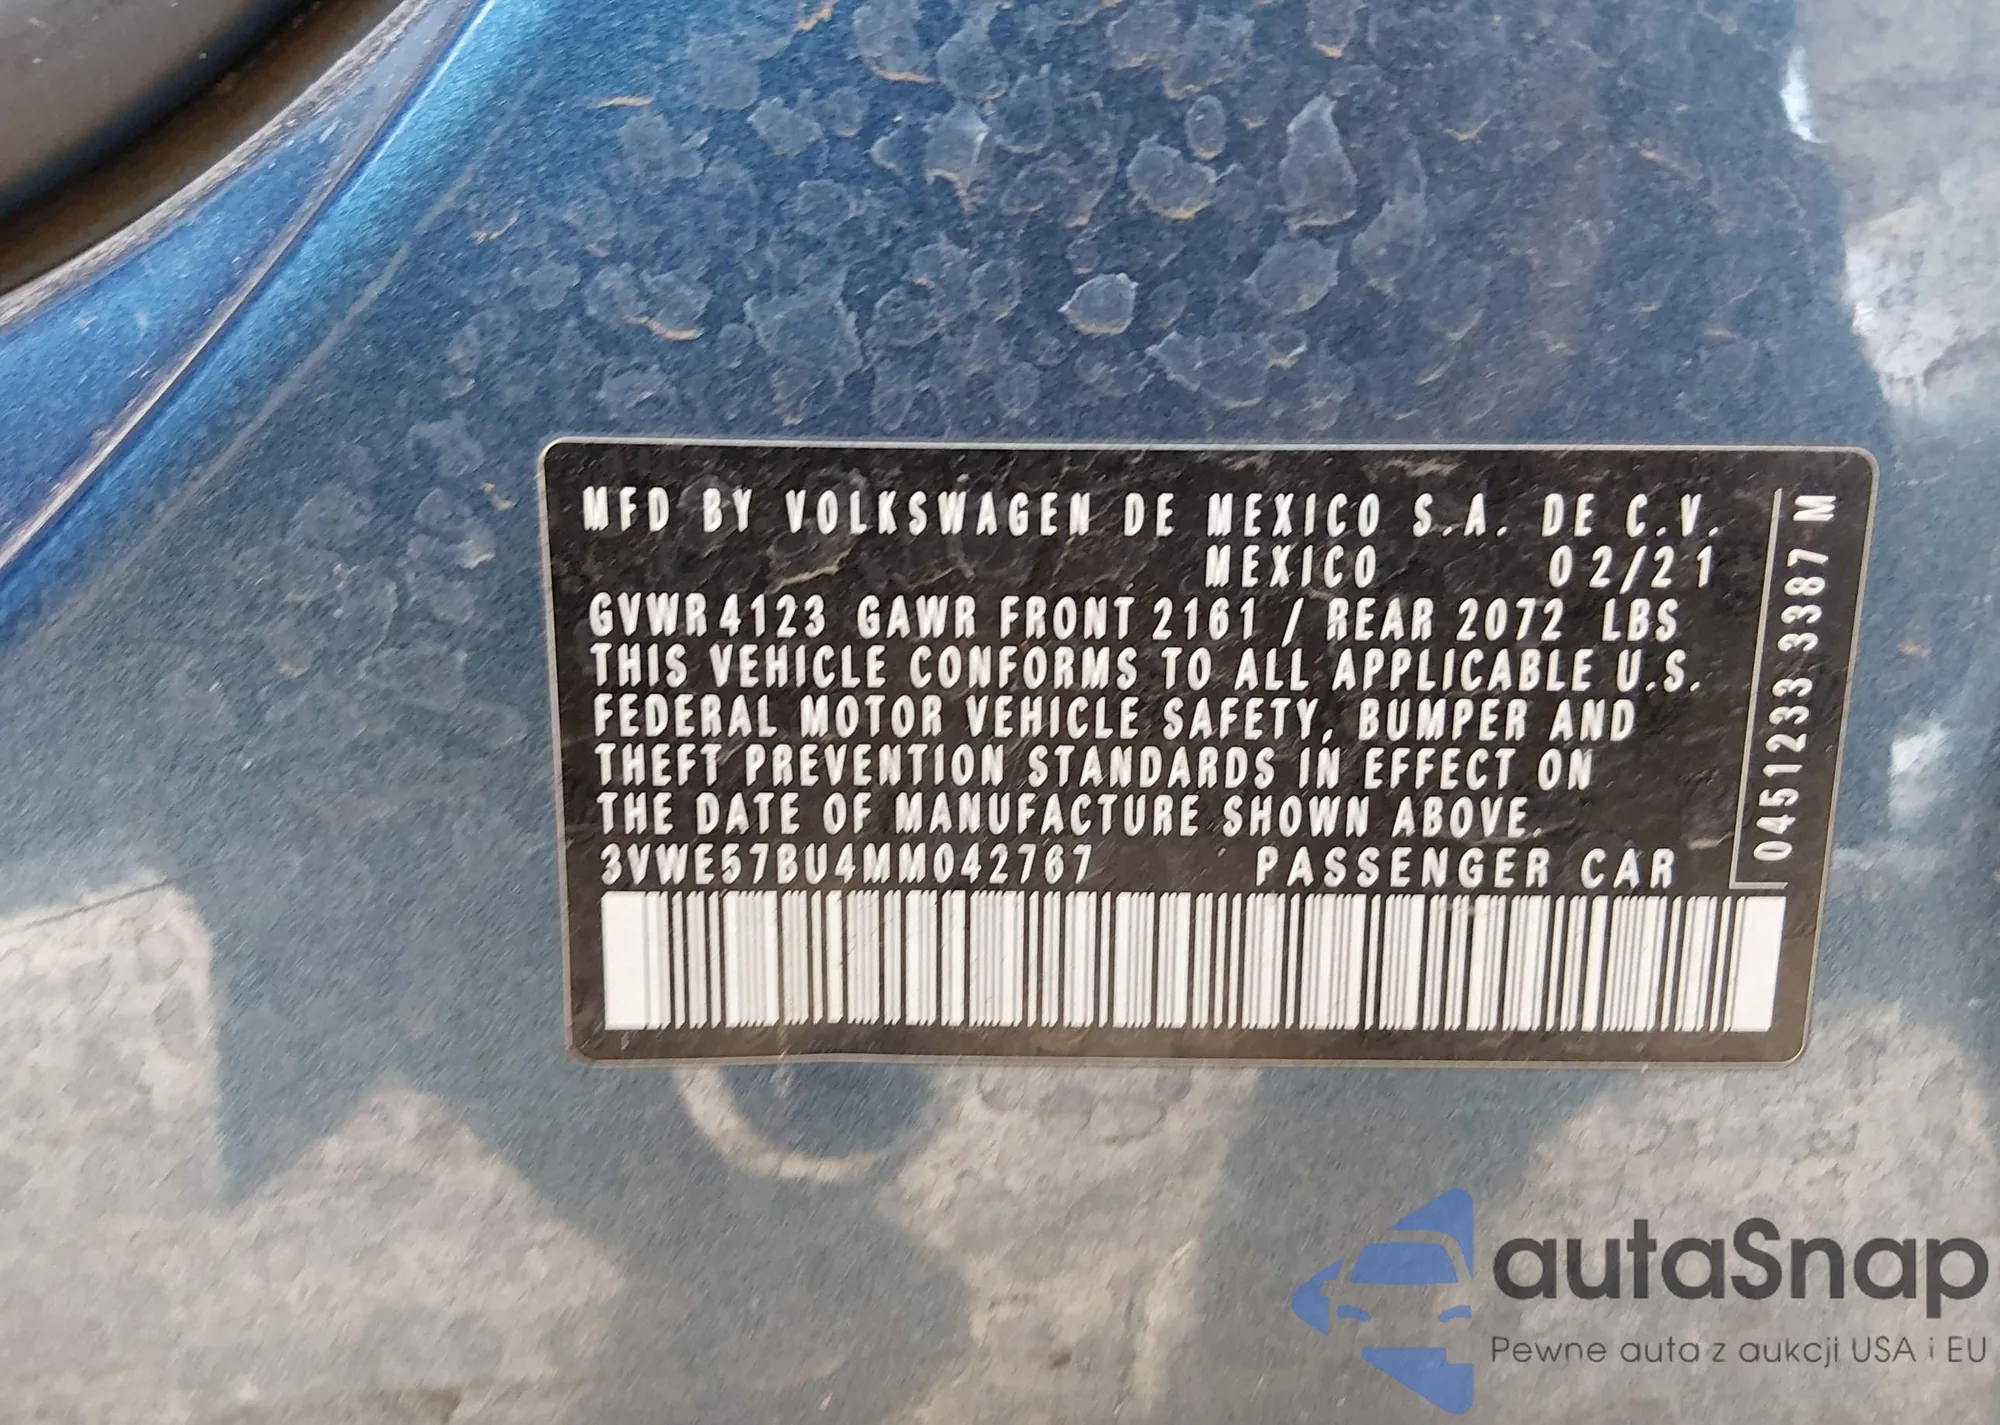 MFD BY VOLKSWAGEN DE MEXICO S.A. DE C.V.
MEXICO 02/21
GVWR 4123 GAWR FRONT 2161 / REAR 2072 LBS
THIS VEHICLE CONFORMS TO ALL APPLICABLE U.S.
FEDERAL MOTOR VEHICLE SAFETY, BUMPER AND
THEFT PREVENTION STANDARDS IN EFFECT ON
THE DATE OF MANUFACTURE SHOWN ABOVE.
3VWE57BU4MM042767 PASSENGER CAR
0451233 3387 M
autaSnap
Pewne auta z aukcji USA i EU